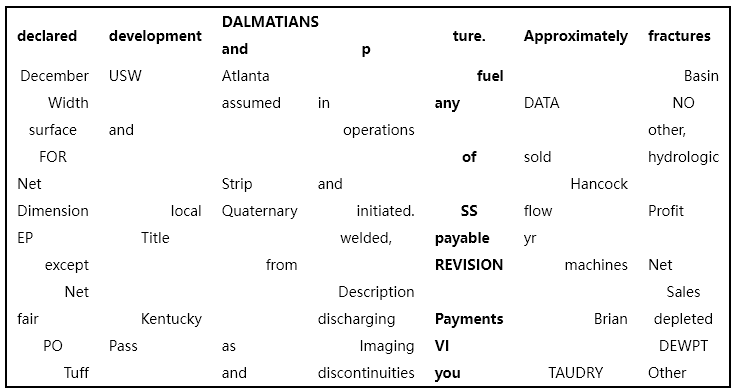 DALMATIANS
declared development and p ture. Approximately fractures
December USW Atlanta fuel Basin
Width assumed in any DATA NO
surface and operations other,
FOR of sold hydrologic
Net Strip and Hancock
Dimension local Quaternary initiated. SS flow Profit
EP Title welded, payable yr
except from REVISION machines Net
Net Description Sales
fair Kentucky discharging Payments Brian depleted
PO Pass as Imaging VI DEWPT
Tuff and discontinuities you TAUDRY Other